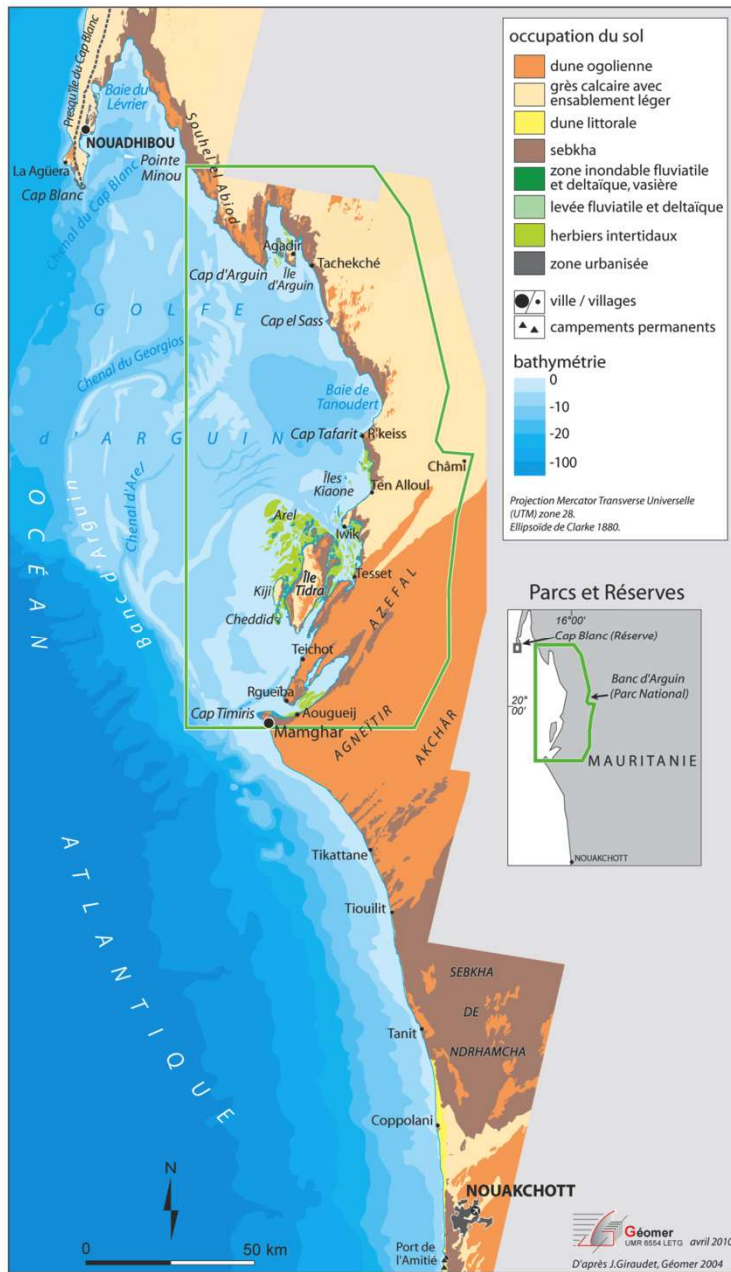 occupation du sol
dune ogolienne
grès calcaire avec
ensablement léger
dune littorale
sebkha
zone inondable fluviatile
et deltaïque, vasière
levée fluviatile et deltaïque
herbiers intertidaux
zone urbanisée
ville / villages
campements permanents
bathymétrie
0
-10
-20
-100
Projection Mercator Transverse Universelle
(UTM) zone 28.
Ellipsoïde de Clarke 1880.
Presqu'île du Cap Blanc
Baie du
Lévrier
NOUADHIBOU
La Agüera
Pointe
Minou
Cap Blanc
Chenal du Cap Blanc
Souhel el Abiod
Agadir
Cap d'Arguin
Île
d'Arguin
Tachekché
GOLFE
Cap el Sass
Chenal du Georgios
Baie de
Tanoudert
d'ARGUIN
Cap Tafarit
R'keiss
Châmi
Chenal d'Arel
Îles
Kiaone
Ten Alloul
Arel
Iwik
Banc d'Arguin
Île
Tidra
Tesset
Kiji
AZEFAL
Cheddid
Teichot
Rgueïba
Cap Timiris
Aougueij
Mamghar
AGNEÏTIR
AKCHÂR
OCÉAN
ATLANTIQUE
Tikattane
Tiouilit
SEBKHA
DE
NDRHAMCHA
Tanit
Coppolani
NOUAKCHOTT
Port de
l'Amitié
N
0
50 km
Parcs et Réserves
16°00'
Cap Blanc (Réserve)
20°
00'
Banc d'Arguin
(Parc National)
MAURITANIE
NOUAKCHOTT
Géomer
UMR 6554 LETG
avril 2010
D'après J.Giraudet, Géomer 2004